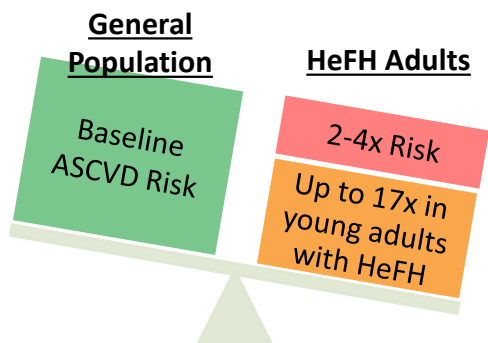 General
Population
HeFH Adults
Baseline
ASCVD Risk
2-4x Risk
Up to 17x in
young adults
with HeFH